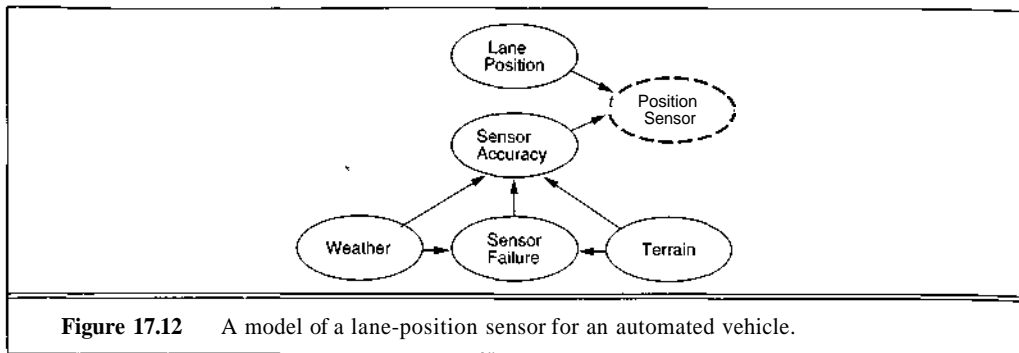 Lane
Position
Position
Sensor
Sensor
Accuracy
Weather
Sensor
Failure
Terrain
Figure 17.12 A model of a lane-position sensor for an automated vehicle.